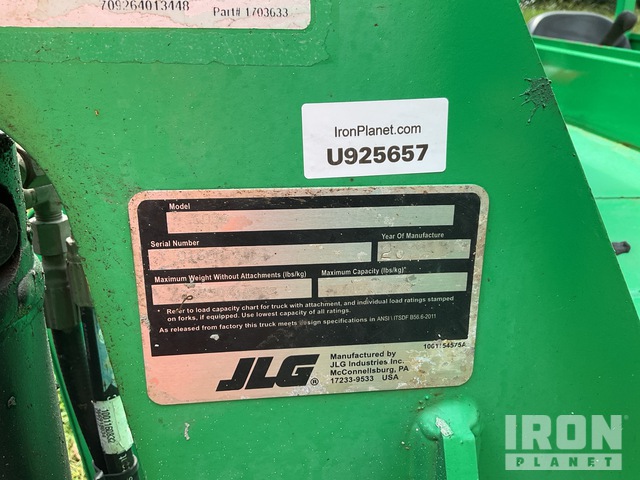 709264013448
Part# 1703633
IronPlanet.com
U925657
Model
Serial Number
Year Of Manufacture
Maximum Weight Without Attachments (lbs/kg)
Maximum Capacity (lbs/kg)*
* Refer to load capacity chart for truck with attachment, and individual load ratings stamped
on forks, if equipped. Use lowest capacity of all ratings.
As released from factory this truck meets design specifications in ANSI \ ITSDF B56.6-2011
1001154575A
JLG ®
Manufactured by
JLG Industries Inc.
McConnellsburg, PA
17233-9533 USA
IRON
PLANET